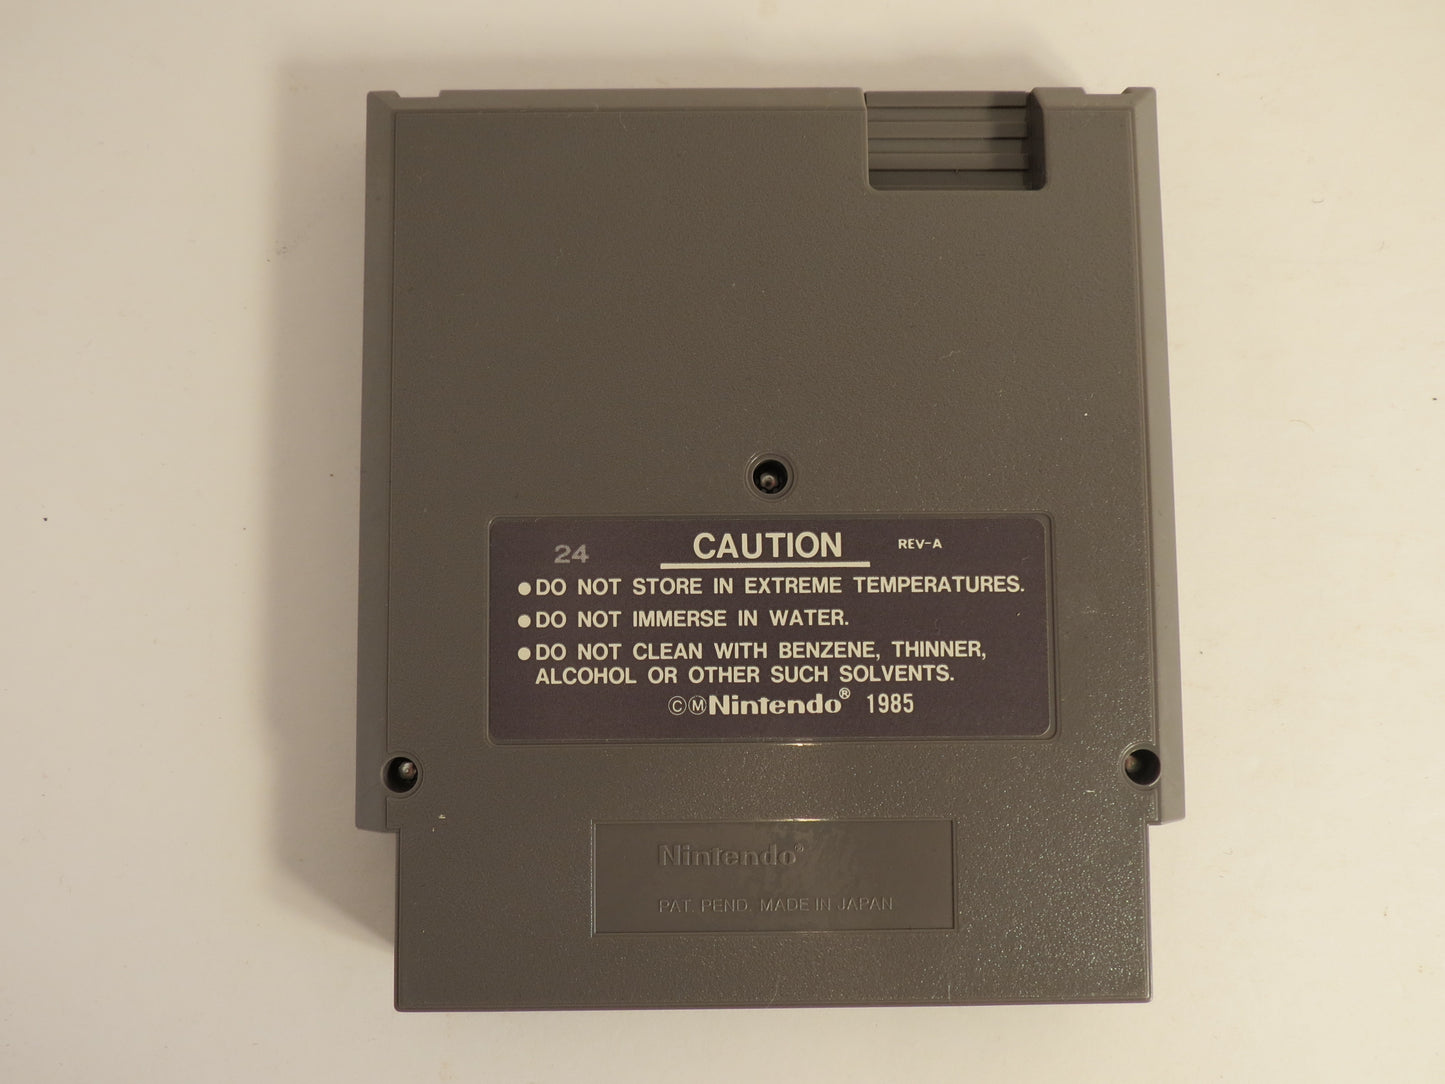 24 CAUTION REV-A
●DO NOT STORE IN EXTREME TEMPERATURES.
●DO NOT IMMERSE IN WATER.
●DO NOT CLEAN WITH BENZENE, THINNER,
ALCOHOL OR OTHER SUCH SOLVENTS.
ⒸⓂNintendo® 1985
Nintendo®
PAT. PEND. MADE IN JAPAN